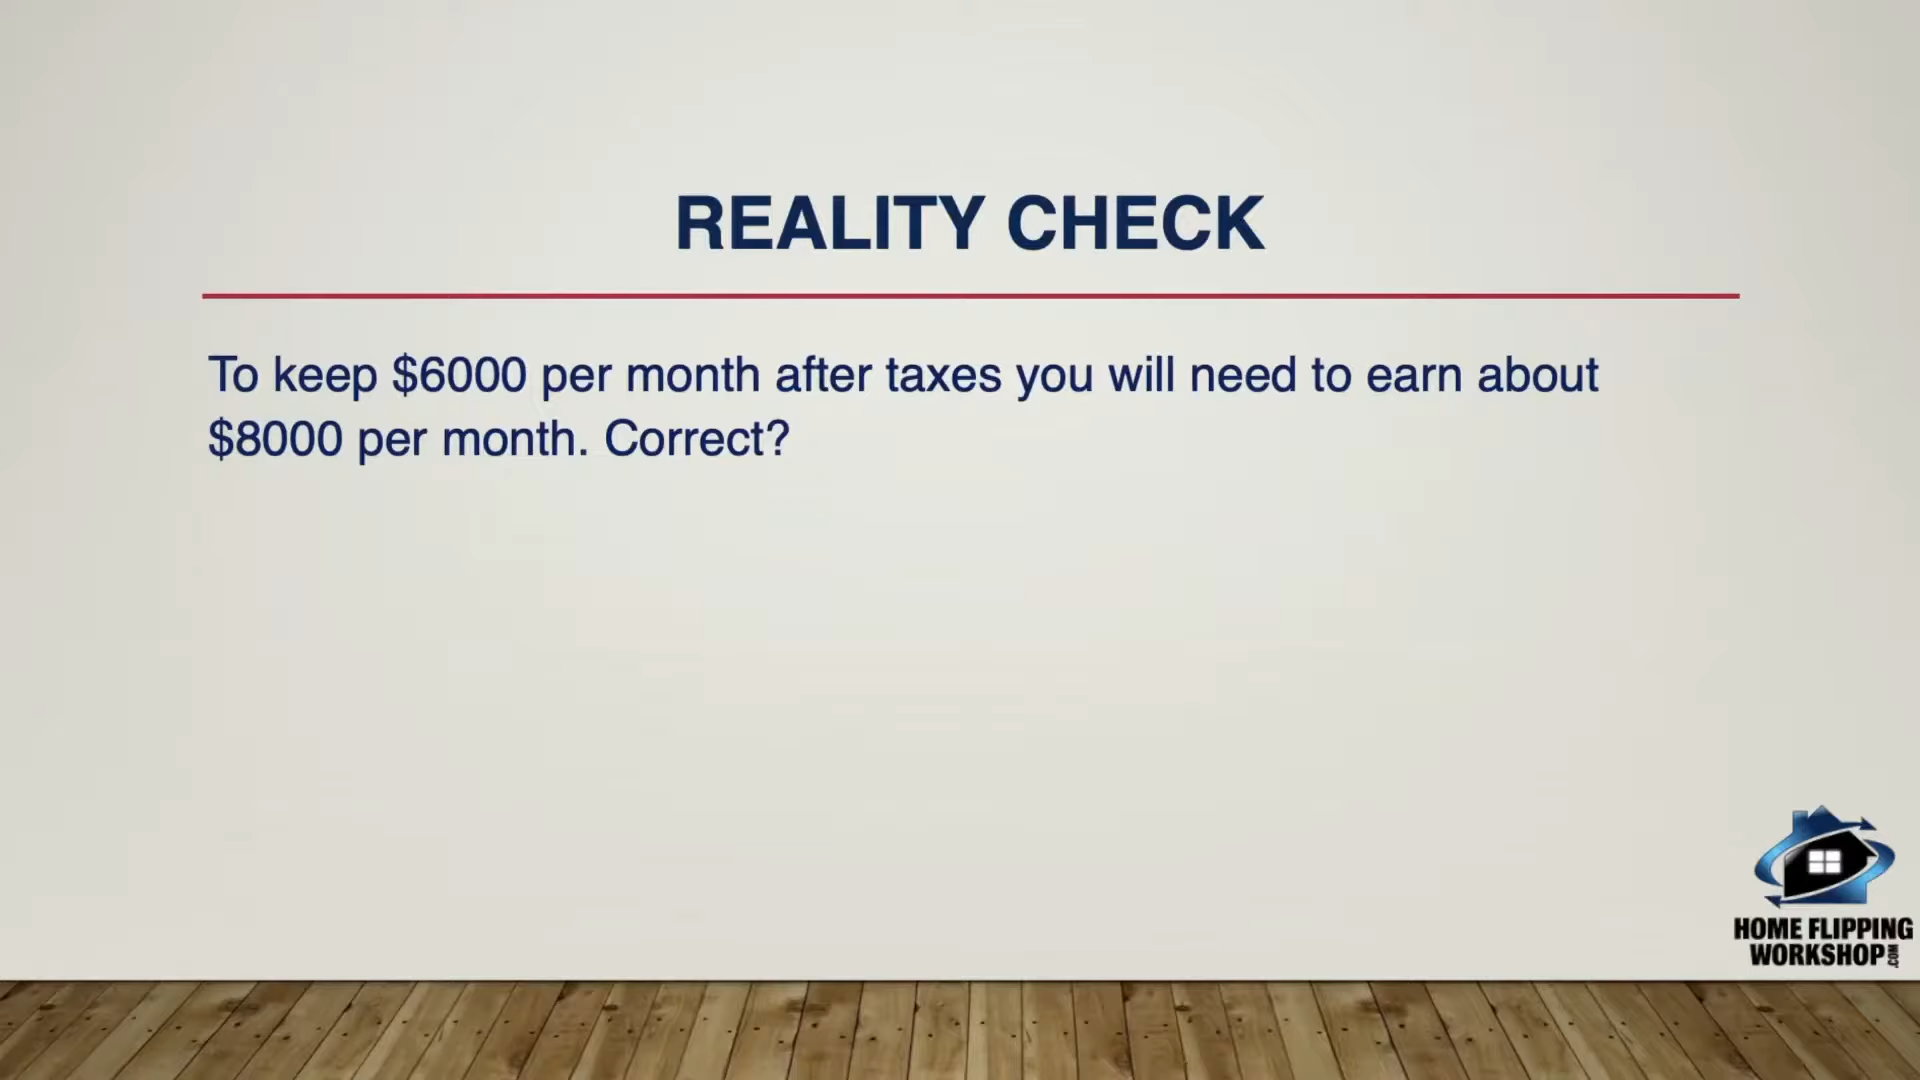 REALITY CHECK
To keep $6000 per month after taxes you will need to earn about
$8000 per month. Correct?
HOME FLIPPING
WORKSHOP.COM